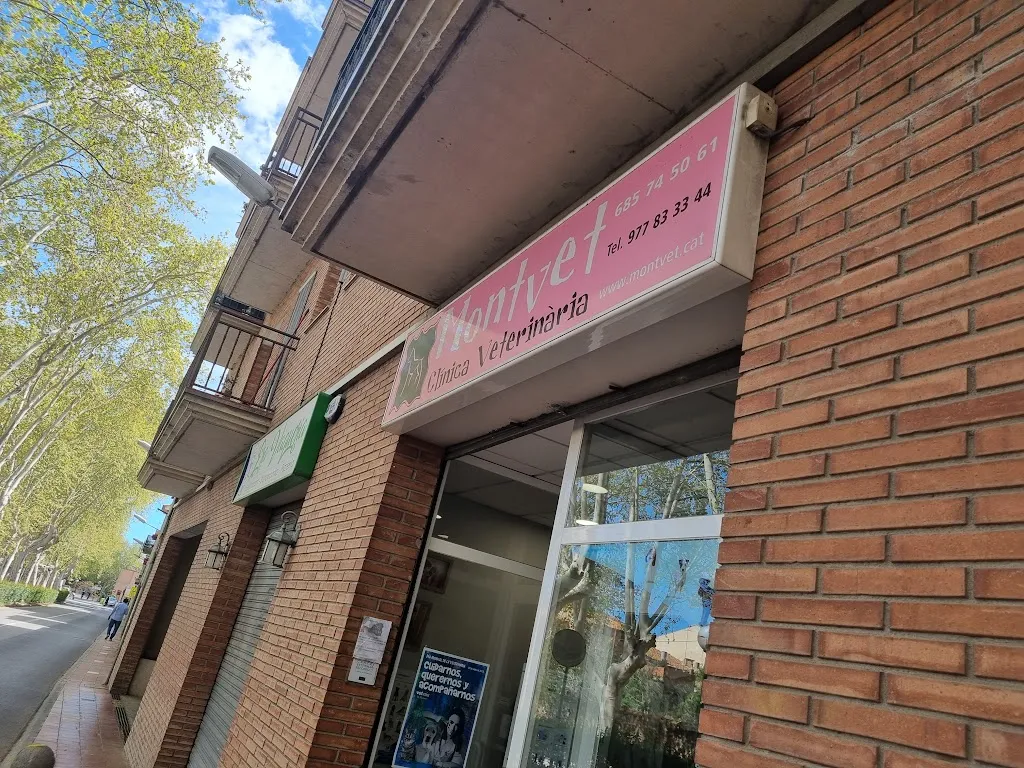 Montvet
Clínica Veterinària
685 74 50 61
Tel. 977 83 33 44
www.montvet.cat
cuidarnos,
querernos y
acompañarnos